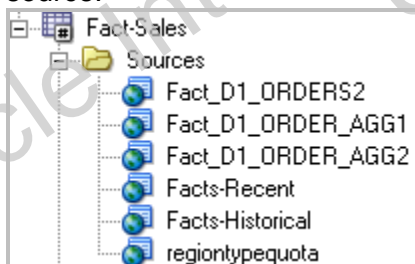 Fact-Sales
Sources
Fact_D1_ORDERS2
Fact_D1_ORDER_AGG1
Fact_D1_ORDER_AGG2
Facts-Recent
Facts-Historical
regiontypequota